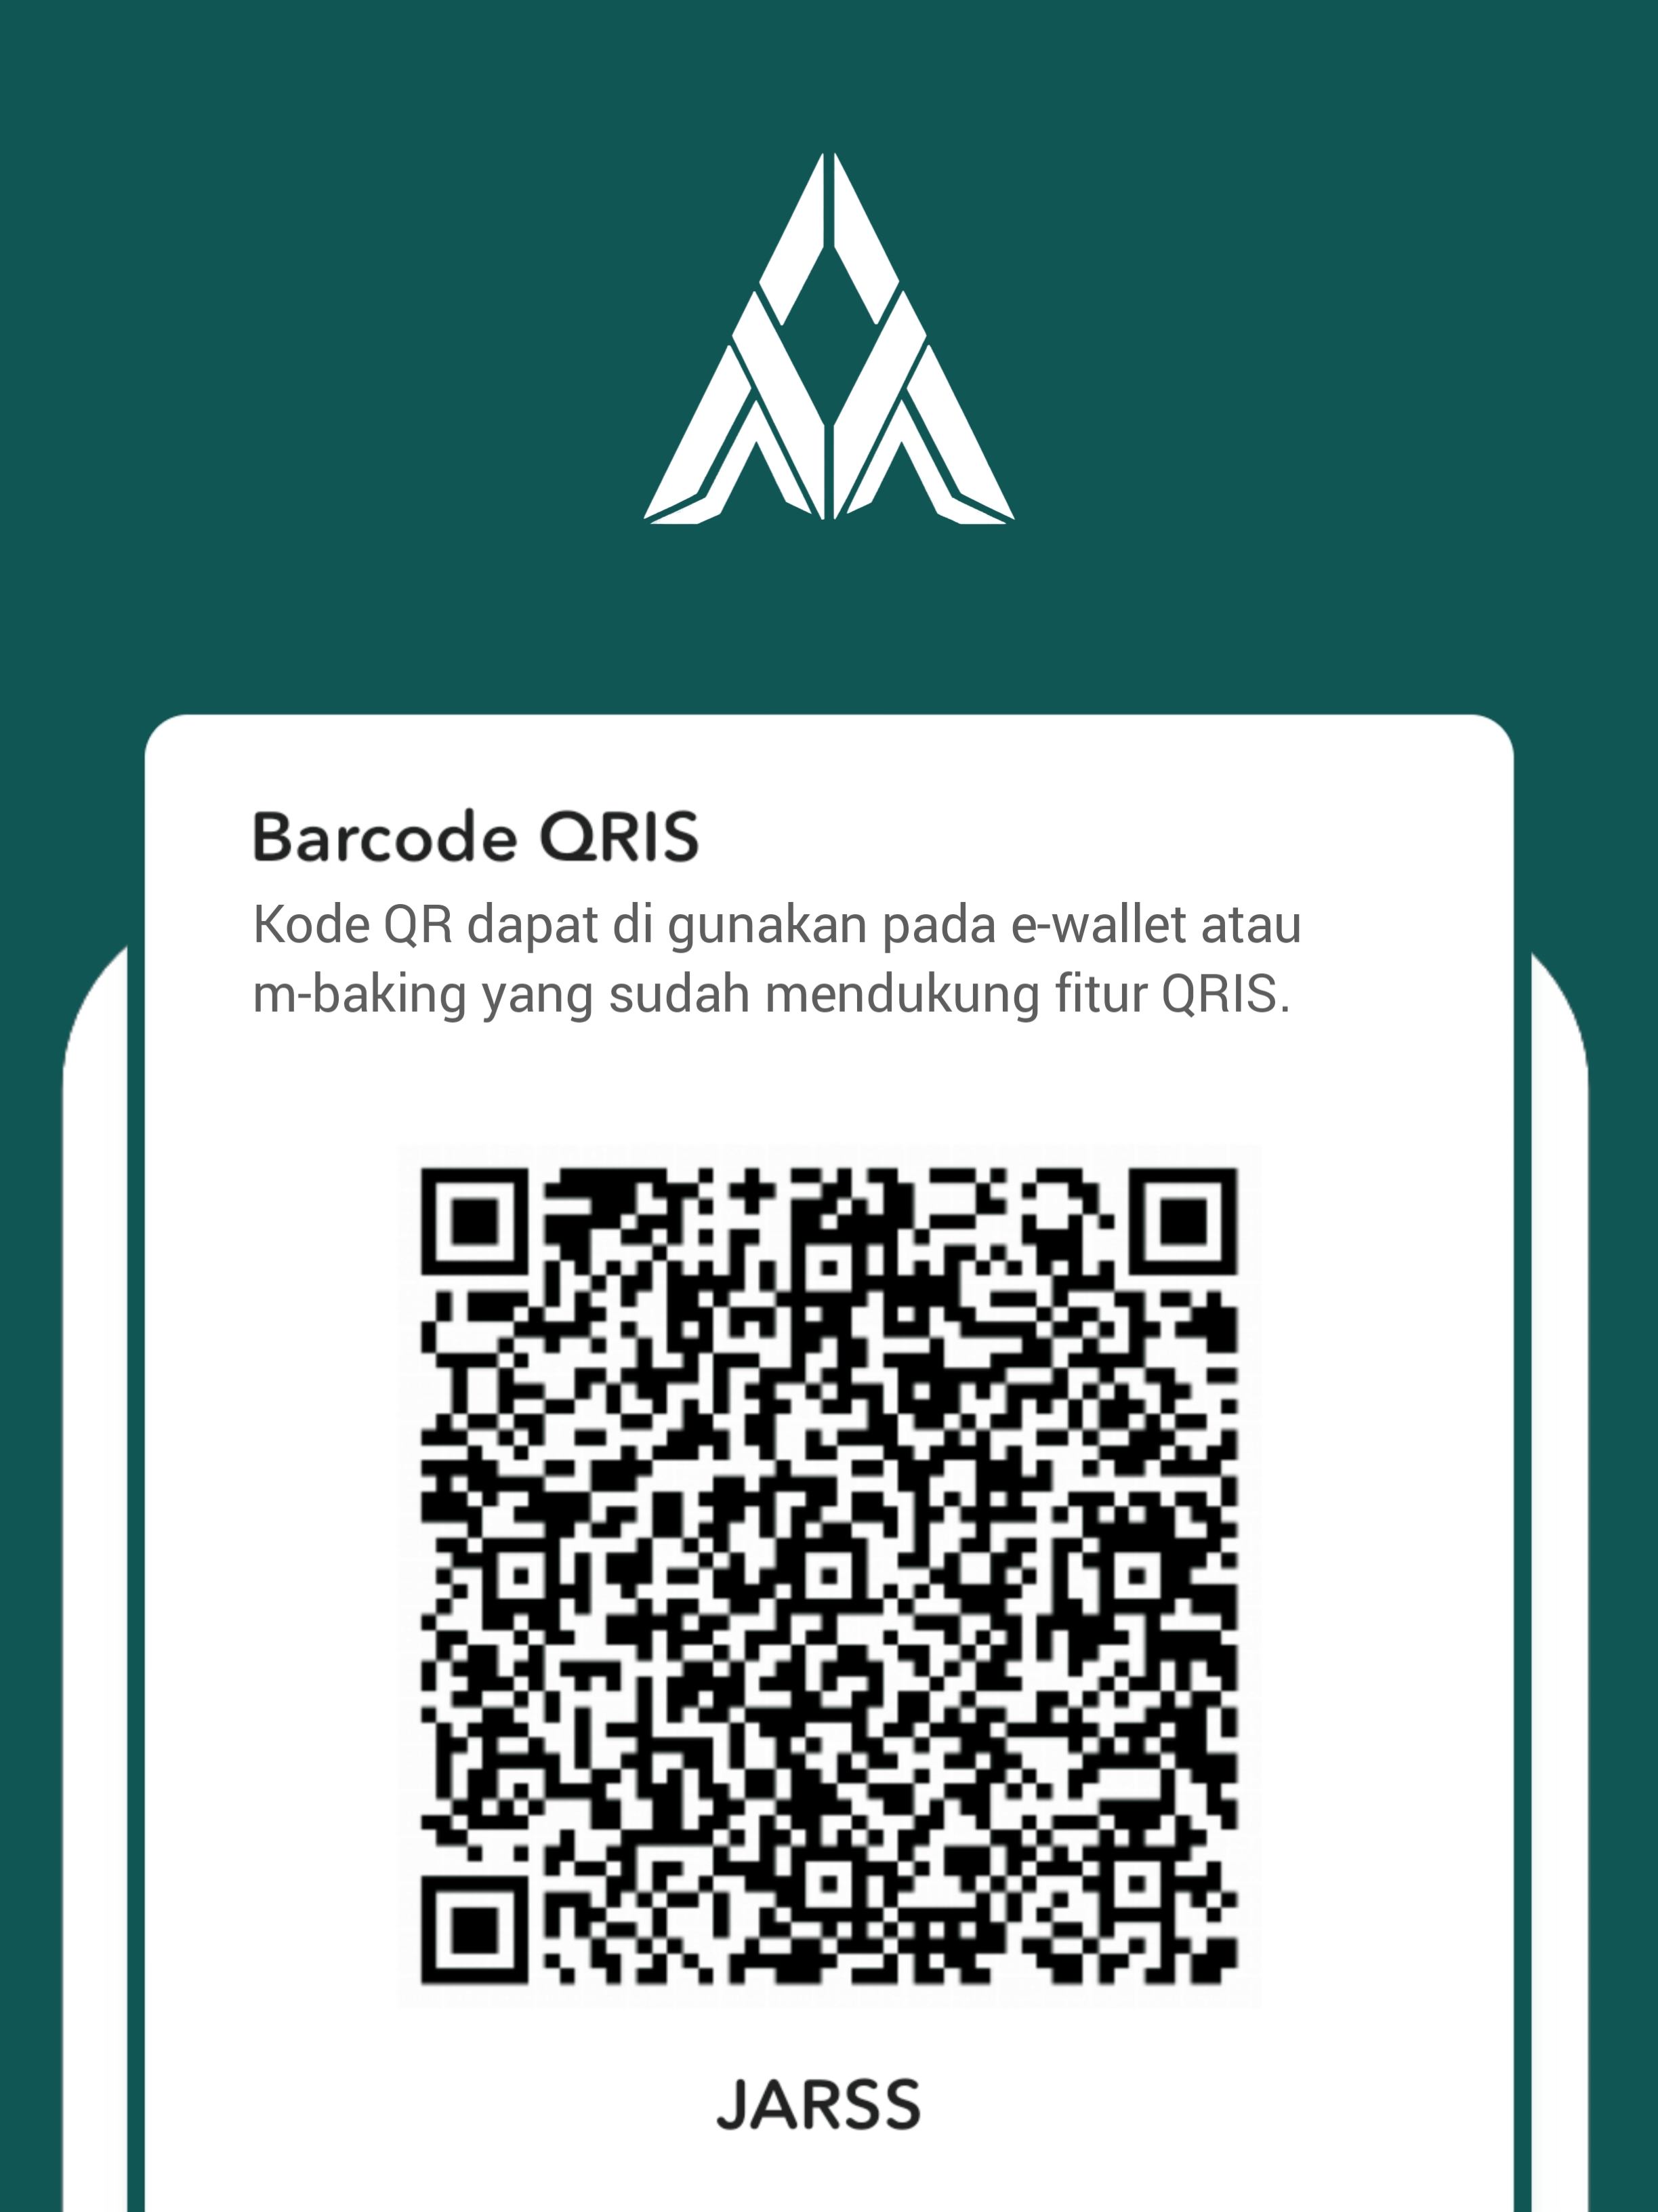 Barcode QRIS
Kode QR dapat di gunakan pada e-wallet atau
m-baking yang sudah mendukung fitur QRIS.
JARSS